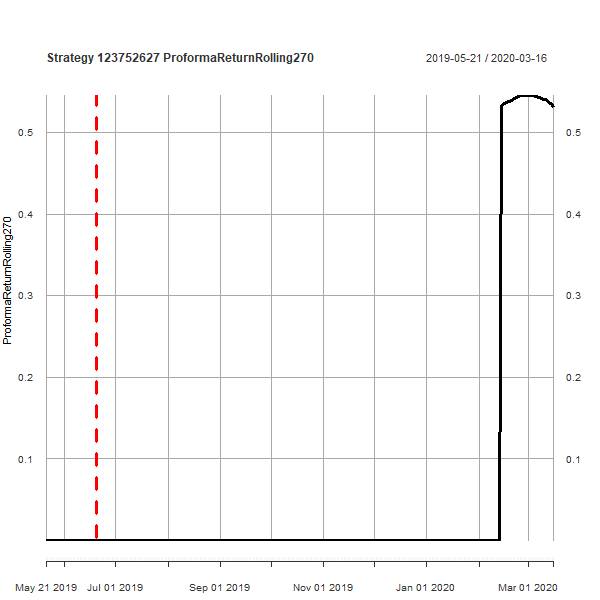 Strategy 123752627 ProformaReturnRolling270
2019-05-21 / 2020-03-16
ProformaReturnRolling270
0.5
0.5
0.4
0.4
0.3
0.3
0.2
0.2
0.1
0.1
May 21 2019
Jul 01 2019
Sep 01 2019
Nov 01 2019
Jan 01 2020
Mar 01 2020